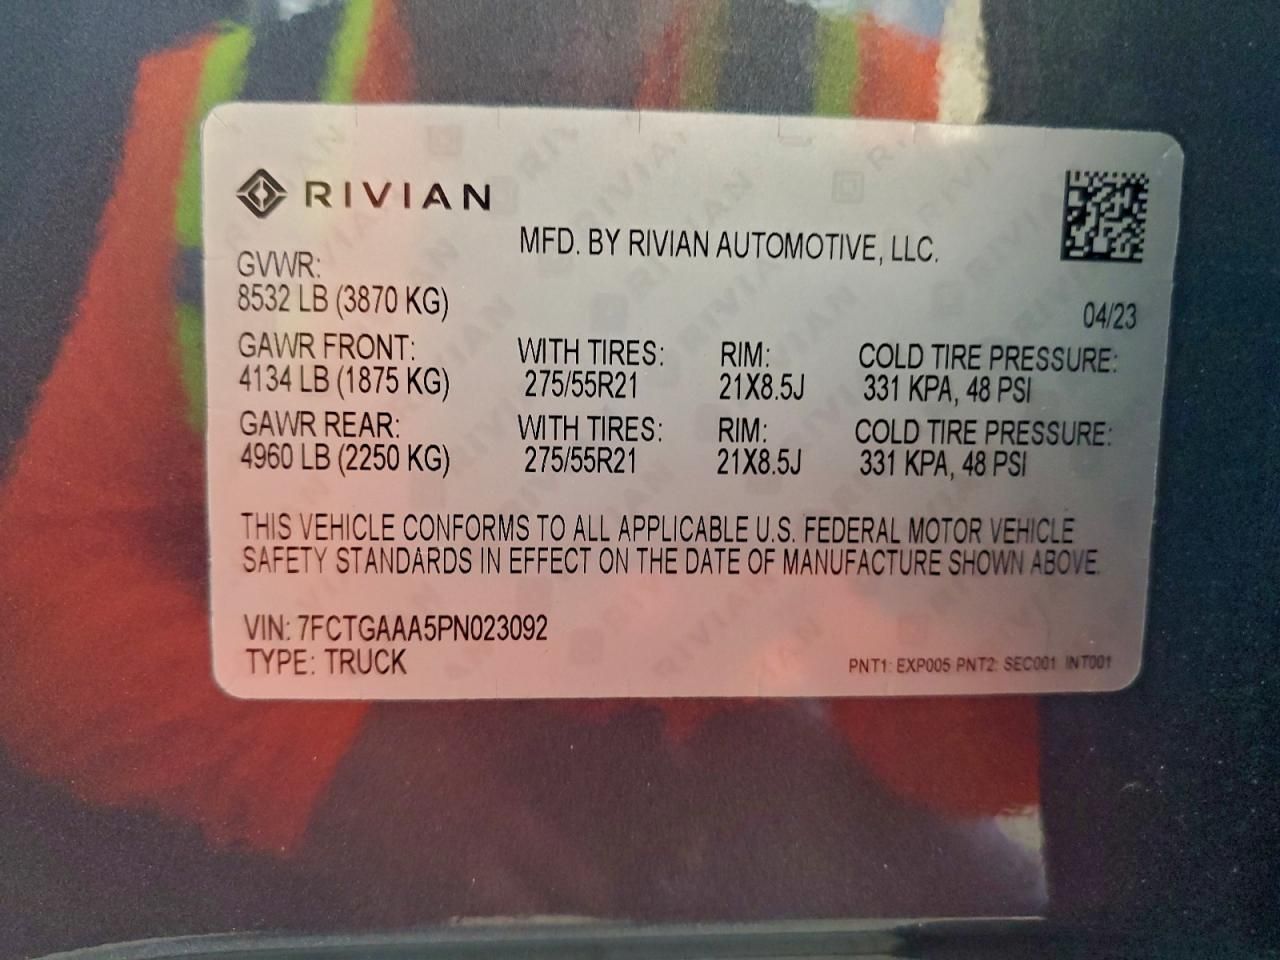 RIVIAN
MFD. BY RIVIAN AUTOMOTIVE, LLC.
GVWR:
8532 LB (3870 KG)
04/23
GAWR FRONT: WITH TIRES: RIM: COLD TIRE PRESSURE:
4134 LB (1875 KG) 275/55R21 21X8.5J 331 KPA, 48 PSI
GAWR REAR: WITH TIRES: RIM: COLD TIRE PRESSURE:
4960 LB (2250 KG) 275/55R21 21X8.5J 331 KPA, 48 PSI
THIS VEHICLE CONFORMS TO ALL APPLICABLE U.S. FEDERAL MOTOR VEHICLE
SAFETY STANDARDS IN EFFECT ON THE DATE OF MANUFACTURE SHOWN ABOVE.
VIN: 7FCTGAAA5PN023092
TYPE: TRUCK
PNT1: EXP005 PNT2: SEC001 INT001